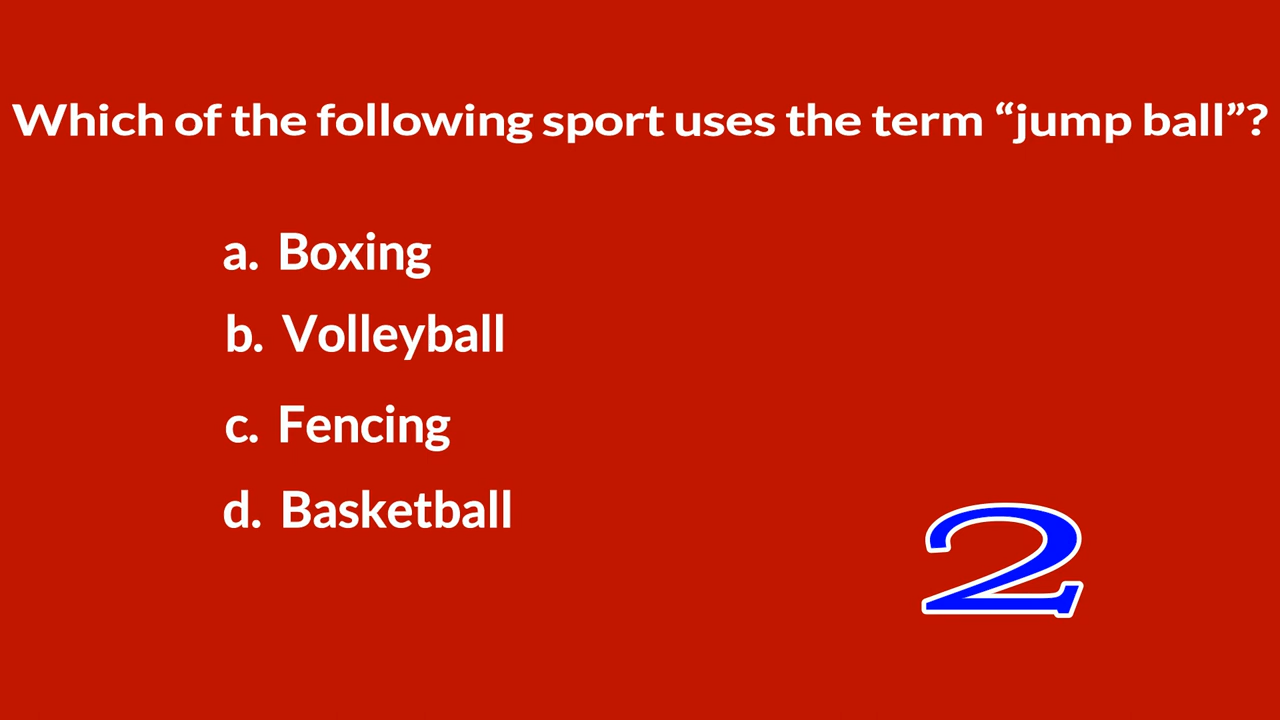 Which of the following sport uses the term “jump ball”?
a. Boxing
b. Volleyball
c. Fencing
d. Basketball
2